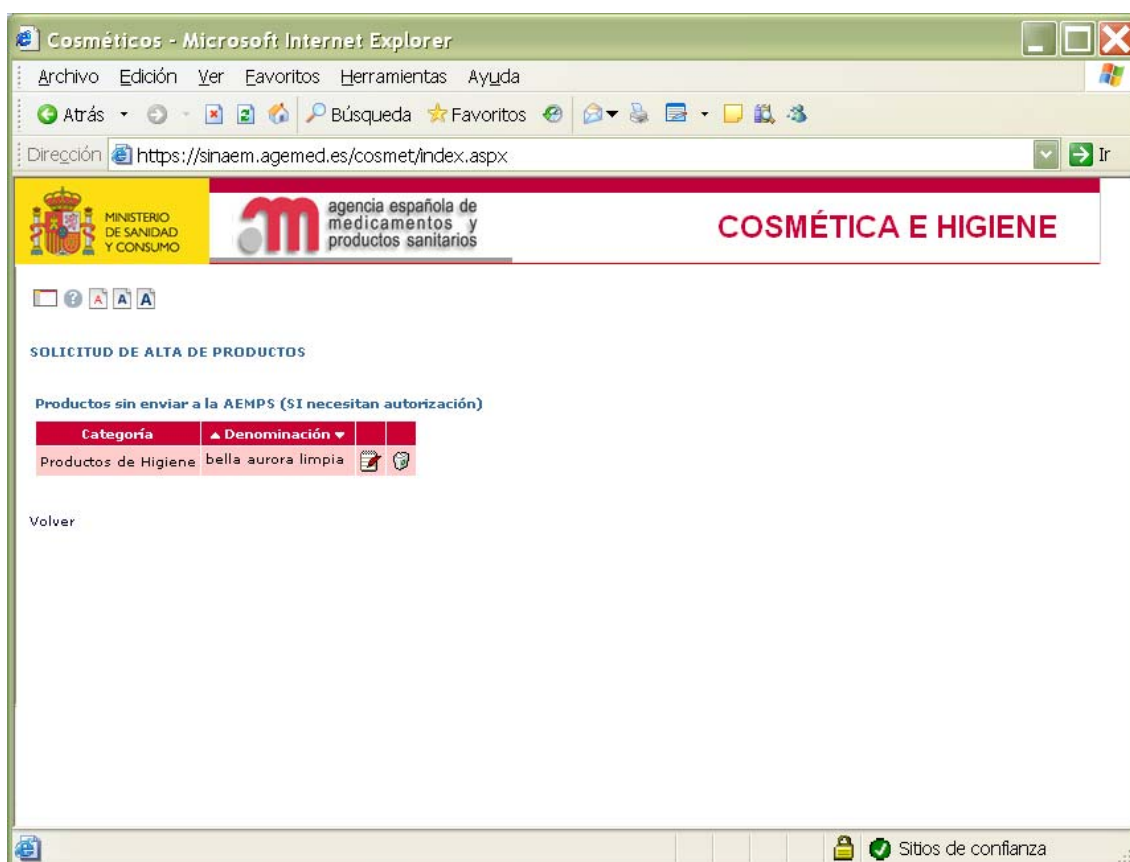 Cosméticos - Microsoft Internet Explorer
Archivo Edición Ver Favoritos Herramientas Ayuda
Atrás Búsqueda Favoritos
Dirección https://sinaem.agemed.es/cosmet/index.aspx Ir
MINISTERIO
DE SANIDAD
Y CONSUMO
agencia española de
medicamentos y
productos sanitarios
COSMÉTICA E HIGIENE
A A A
SOLICITUD DE ALTA DE PRODUCTOS
Productos sin enviar a la AEMPS (SI necesitan autorización)
Categoría Denominación
Productos de Higiene bella aurora limpia
Volver
Sitios de confianza